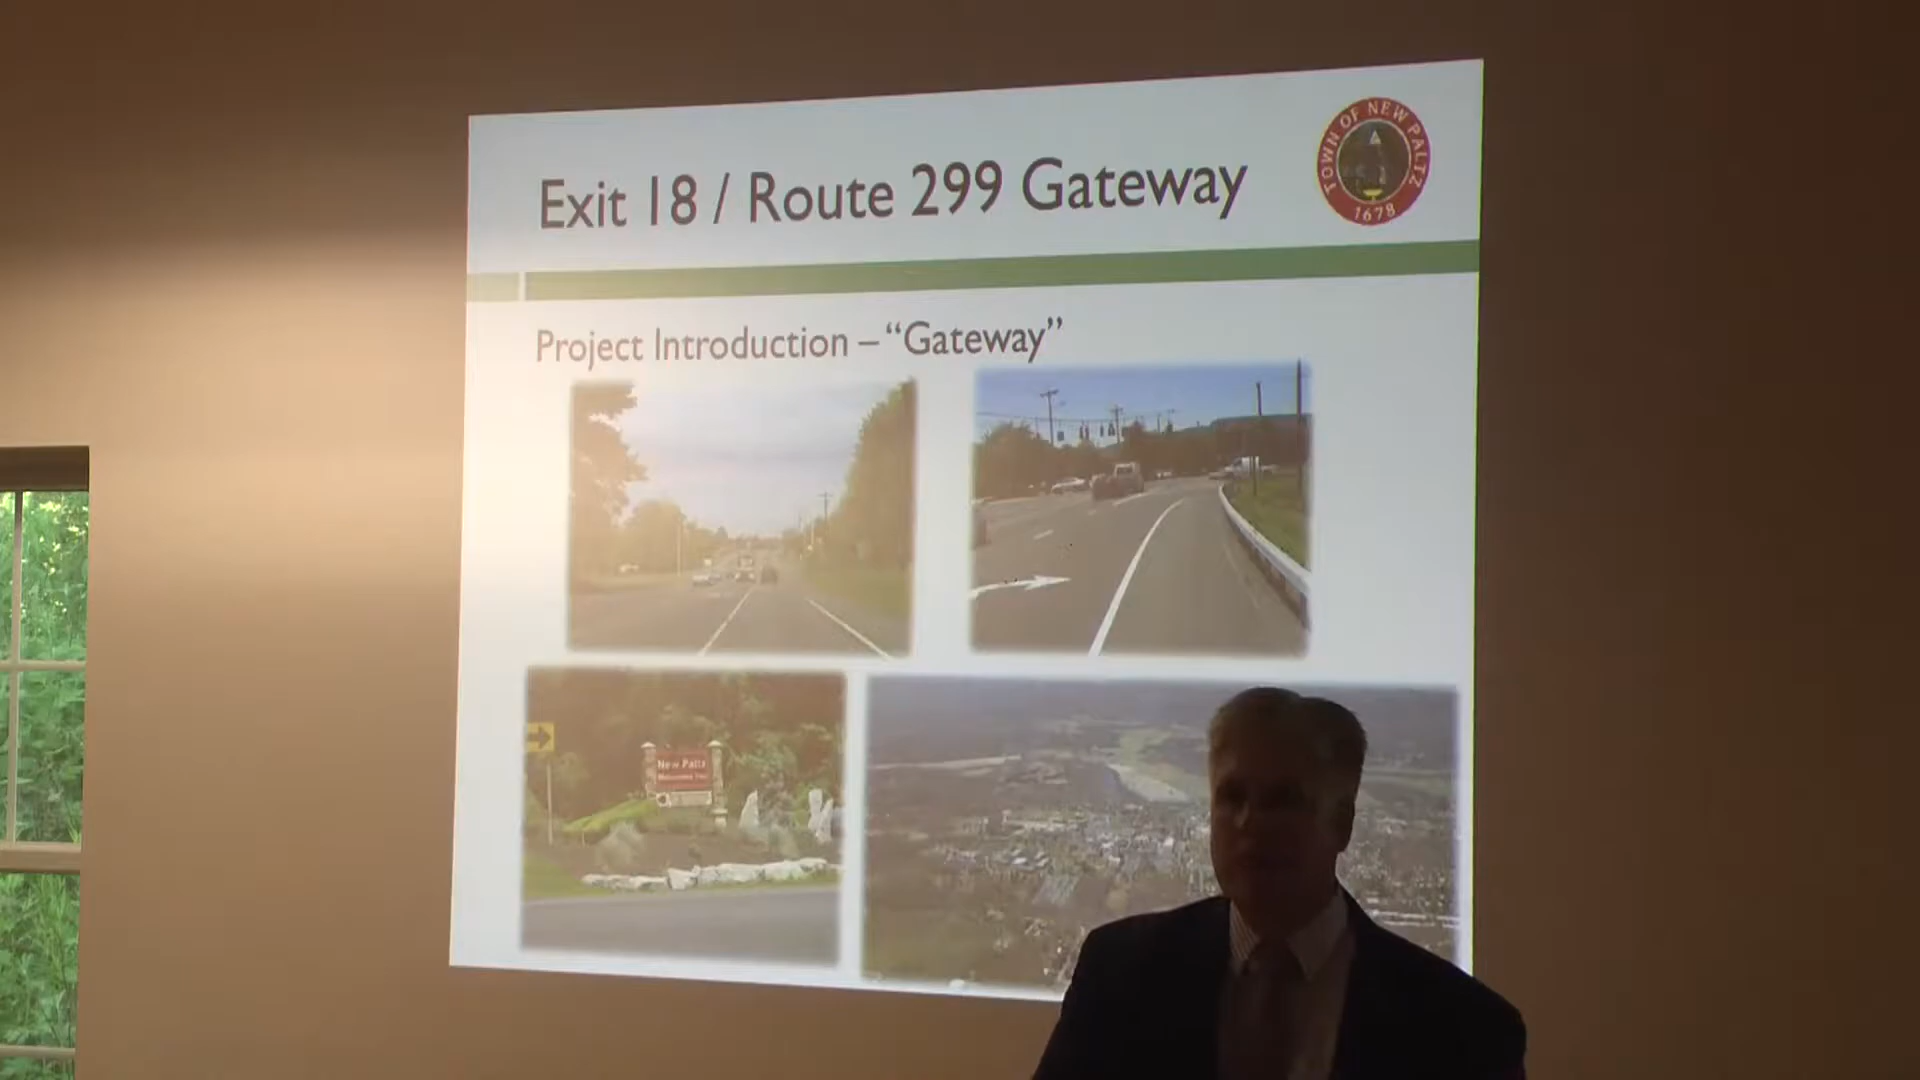 Exit 18 / Route 299 Gateway
TOWN OF NEW PALTZ
1678
Project Introduction – “Gateway”
New Paltz